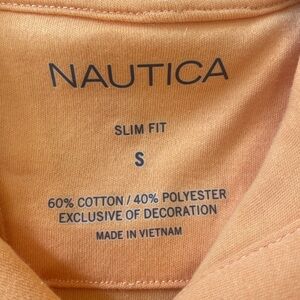 NAUTICA
SLIM FIT
S
60% COTTON / 40% POLYESTER
EXCLUSIVE OF DECORATION
MADE IN VIETNAM